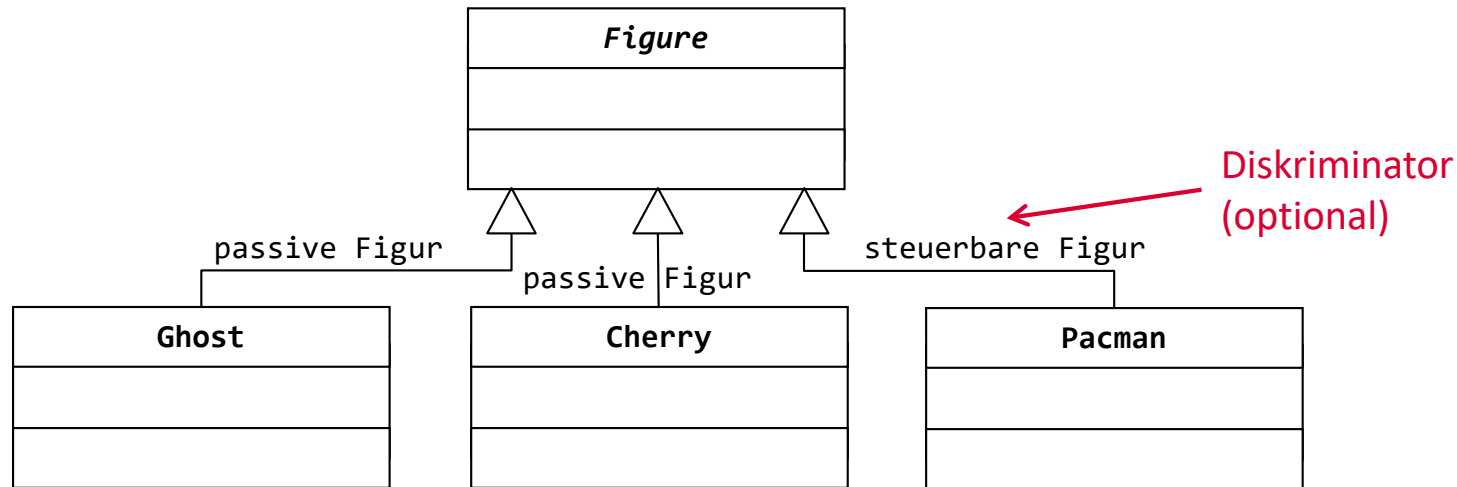 Figure
Diskriminator
(optional)
passive Figur
passive Figur
steuerbare Figur
Ghost
Cherry
Pacman